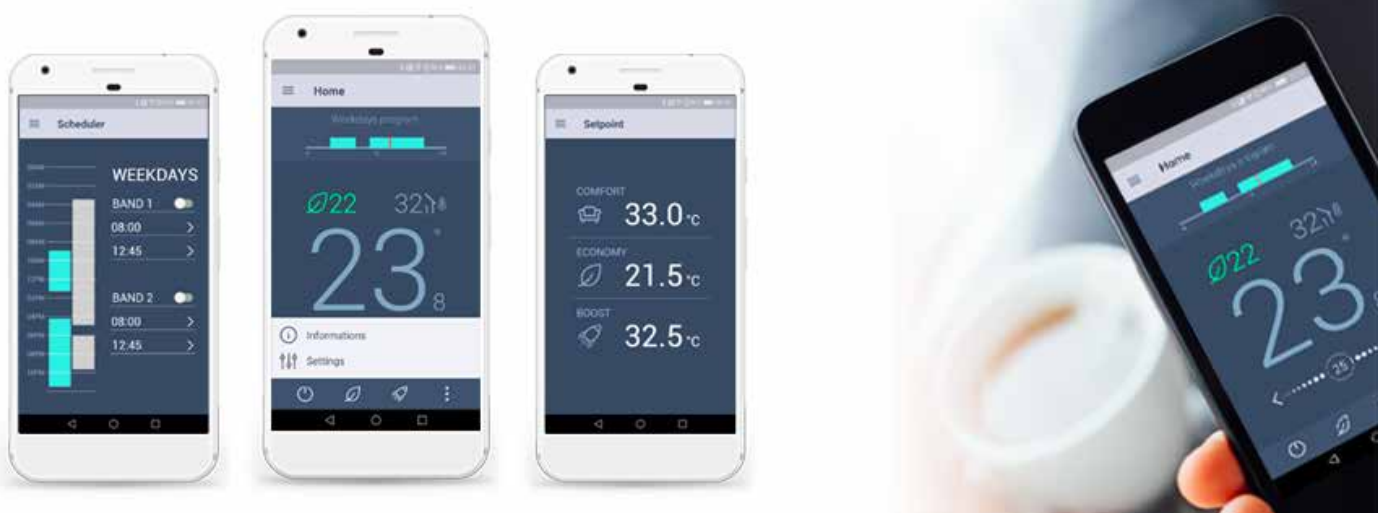 Scheduler
WEEKDAYS
BAND 1
08:00 >
12:45 >
BAND 2
08:00 >
12:45 >
Home
Weekdays program
22 32
23°8
Informations
Settings
Setpoint
COMFORT
33.0 °C
ECONOMY
21.5 °C
BOOST
32.5 °C
Home
Weekdays program
22 32
23°
25